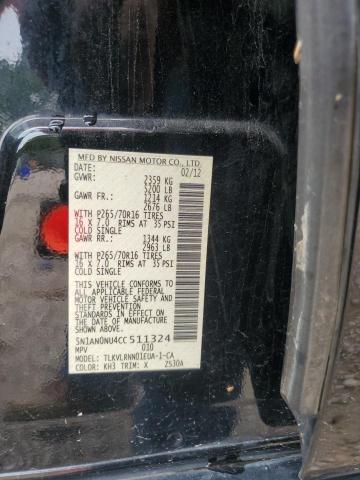 MFD BY NISSAN MOTOR CO., LTD.
DATE: 02/12
GVWR: 2359 KG
5200 LB
GAWR FR: 1214 KG
2676 LB
WITH P265/70R16 TIRES
16 X 7.0 RIMS AT 35 PSI
COLD SINGLE
GAWR RR: 1344 KG
2963 LB
WITH P265/70R16 TIRES
16 X 7.0 RIMS AT 35 PSI
COLD SINGLE
THIS VEHICLE CONFORMS TO ALL
APPLICABLE FEDERAL MOTOR
VEHICLE SAFETY AND THEFT PREVENTION
STANDARDS IN EFFECT ON THE
DATE OF MANUFACTURE SHOWN ABOVE.
5N1AN0NU4CC511324
MPV 010
MODEL: TLKVLRNN01EUA-1-CA
COLOR: KH3 TRIM: X ZS30A